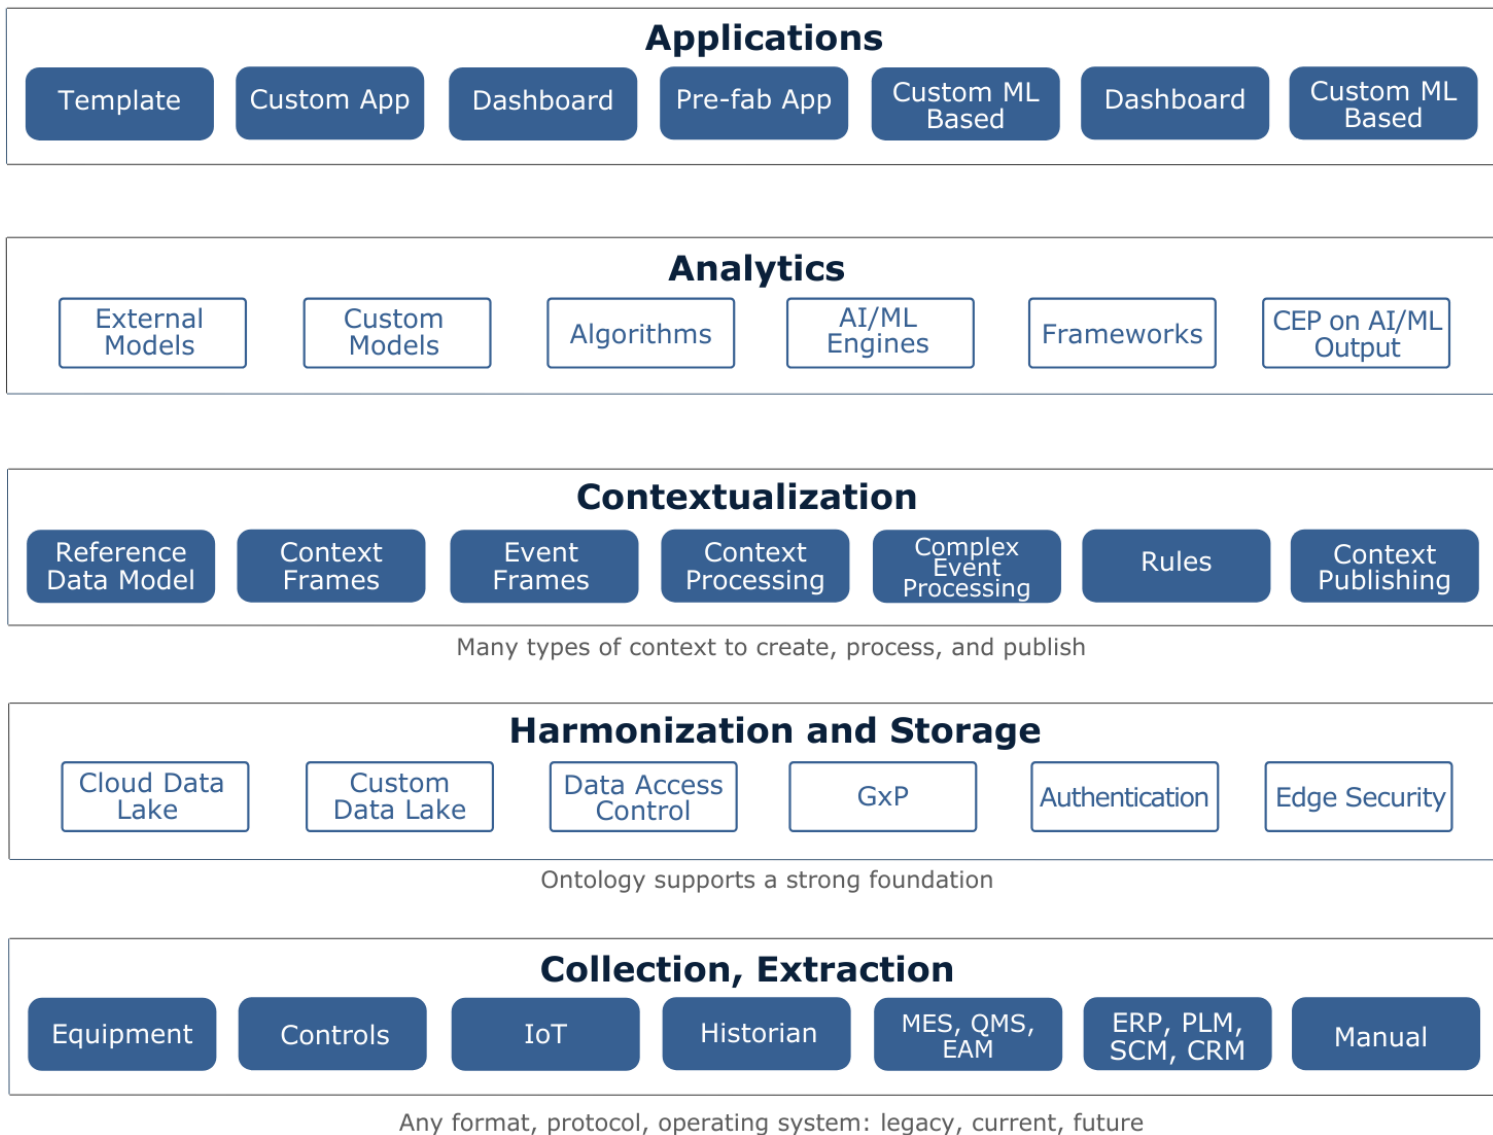 Applications
Template
Custom App
Dashboard
Pre-fab App
Custom ML
Based
Dashboard
Custom ML
Based
Analytics
External
Models
Custom
Models
Algorithms
AI/ML
Engines
Frameworks
CEP on AI/ML
Output
Contextualization
Reference
Data Model
Context
Frames
Event
Frames
Context
Processing
Complex
Event
Processing
Rules
Context
Publishing
Many types of context to create, process, and publish
Harmonization and Storage
Cloud Data
Lake
Custom
Data Lake
Data Access
Control
GxP
Authentication
Edge Security
Ontology supports a strong foundation
Collection, Extraction
Equipment
Controls
IoT
Historian
MES, QMS,
EAM
ERP, PLM,
SCM, CRM
Manual
Any format, protocol, operating system: legacy, current, future